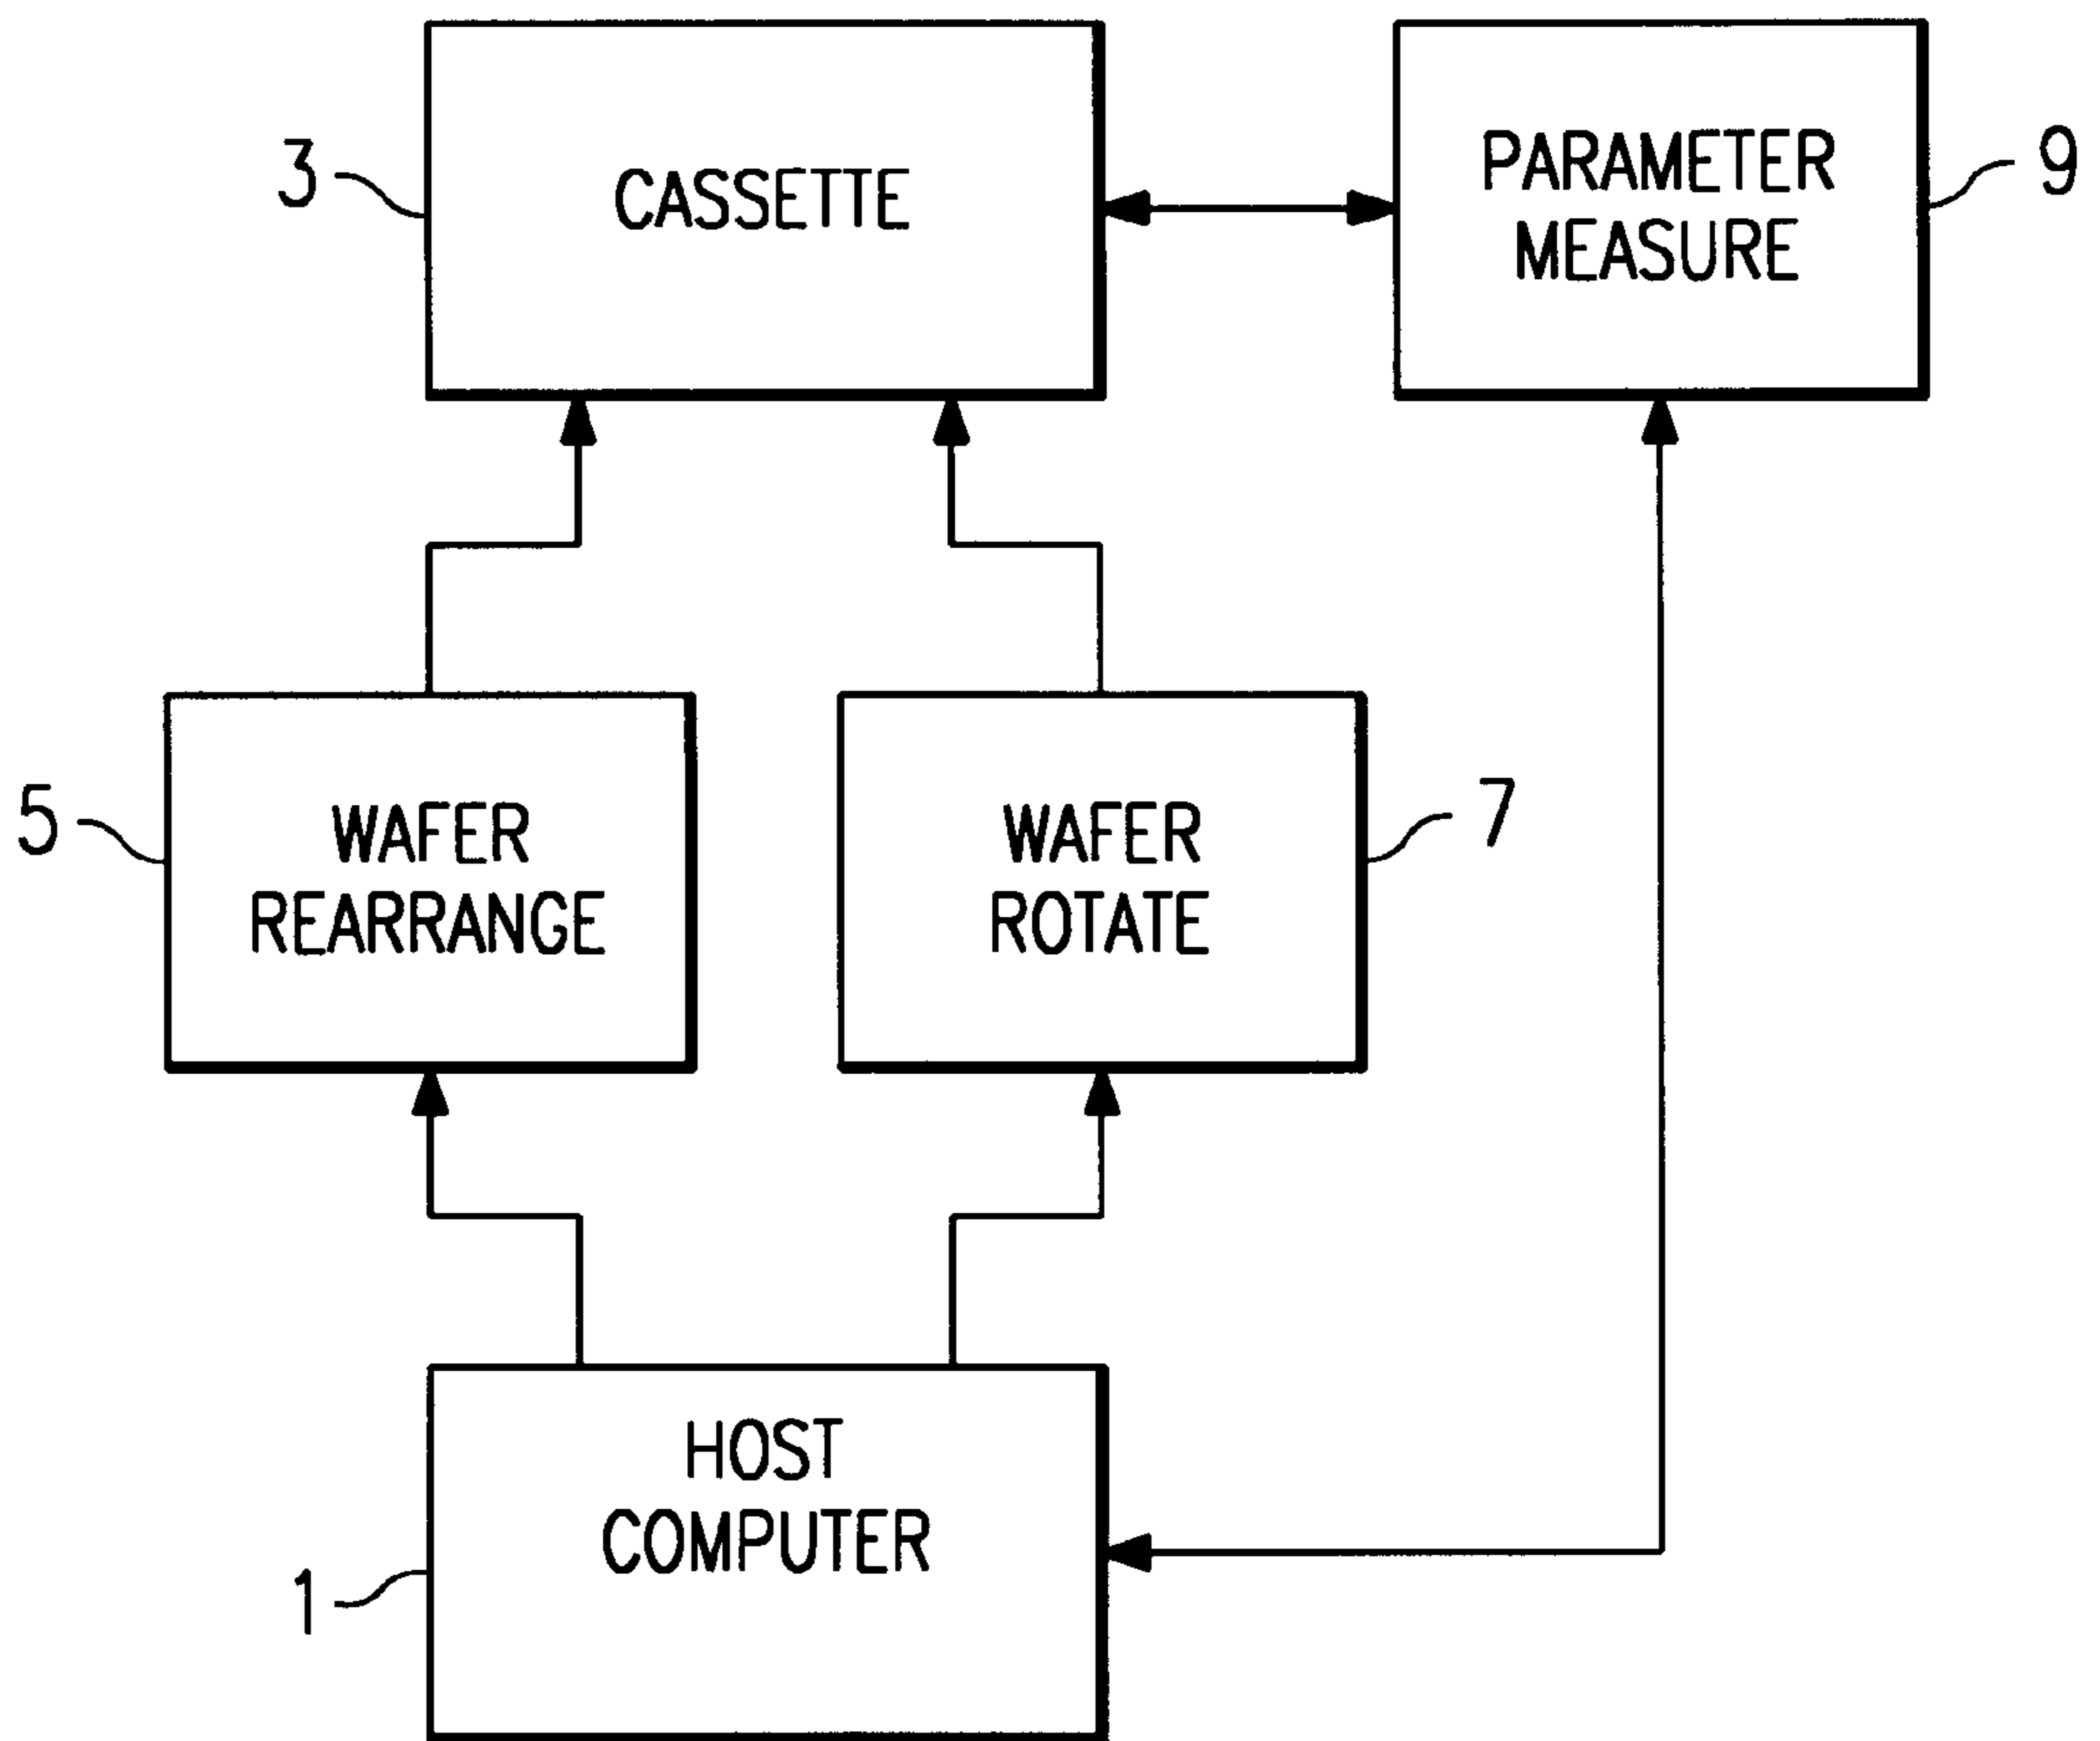 3
CASSETTE
PARAMETER
MEASURE
9
5
WAFER
REARRANGE
WAFER
ROTATE
7
HOST
COMPUTER
1